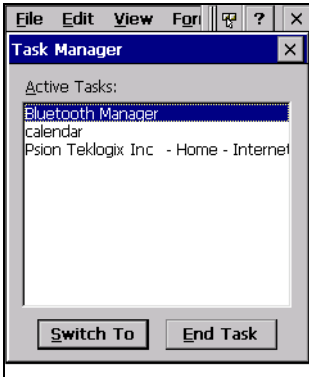 File Edit View For ? ×
Task Manager ×
Active Tasks:
Bluetooth Manager
calendar
Psion Teklogix Inc - Home - Internet
Switch To End Task